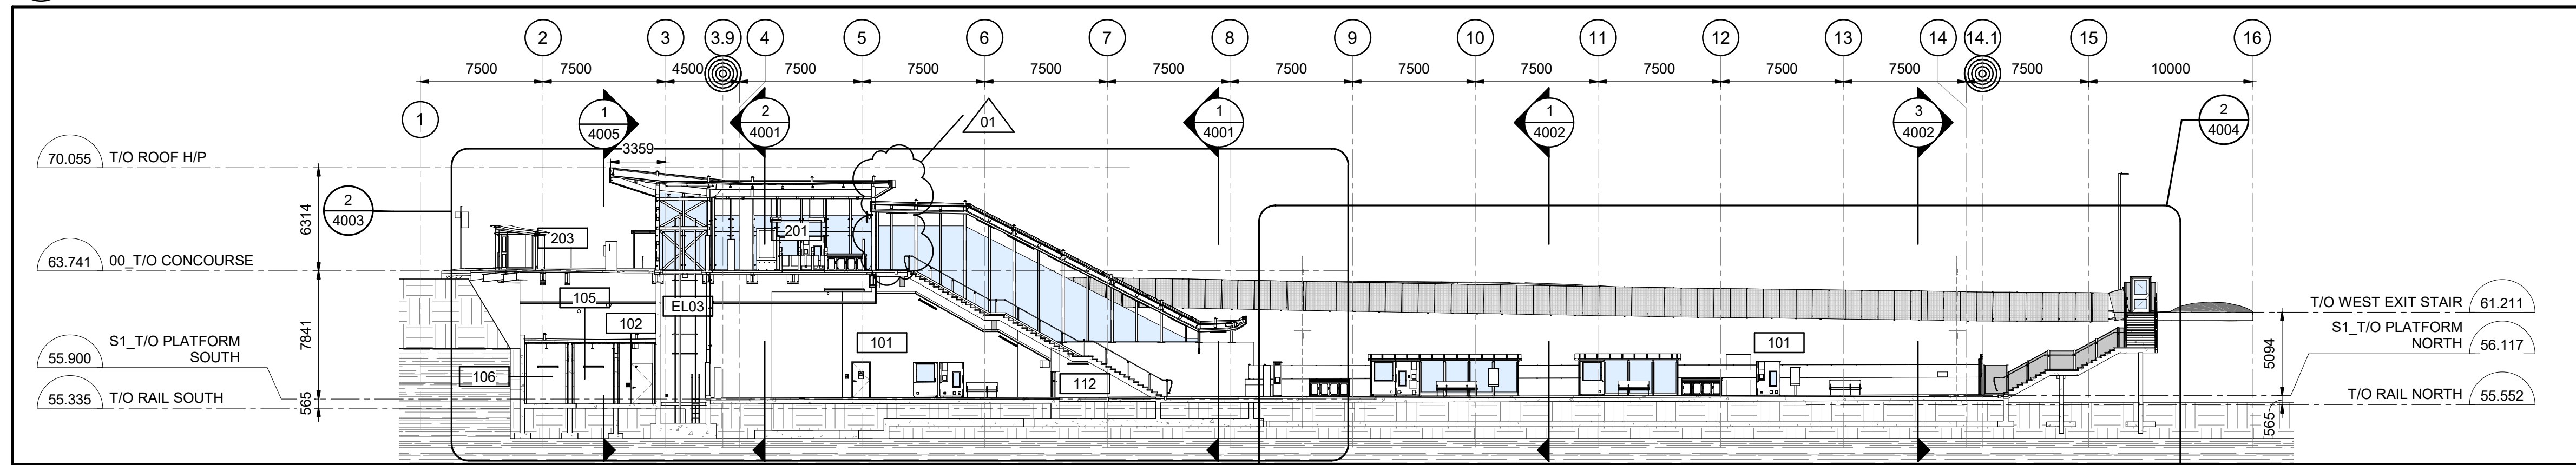 2 3 3.9 4 5 6 7 8 9 10 11 12 13 14 14.1 15 16
7500 7500 4500 7500 7500 7500 7500 7500 7500 7500 7500 7500 7500 10000
1
1
4005
2
4001
01
1
4001
1
4002
3
4002
2
4004
3359
70.055 T/O ROOF H/P
2
4003
6314
203
201
63.741 00_T/O CONCOURSE
105
EL03
102
7841
S1_T/O PLATFORM
SOUTH
55.900
101
101
106
112
55.335 T/O RAIL SOUTH
565
T/O WEST EXIT STAIR 61.211
S1_T/O PLATFORM
NORTH 56.117
5094
T/O RAIL NORTH 55.552
565